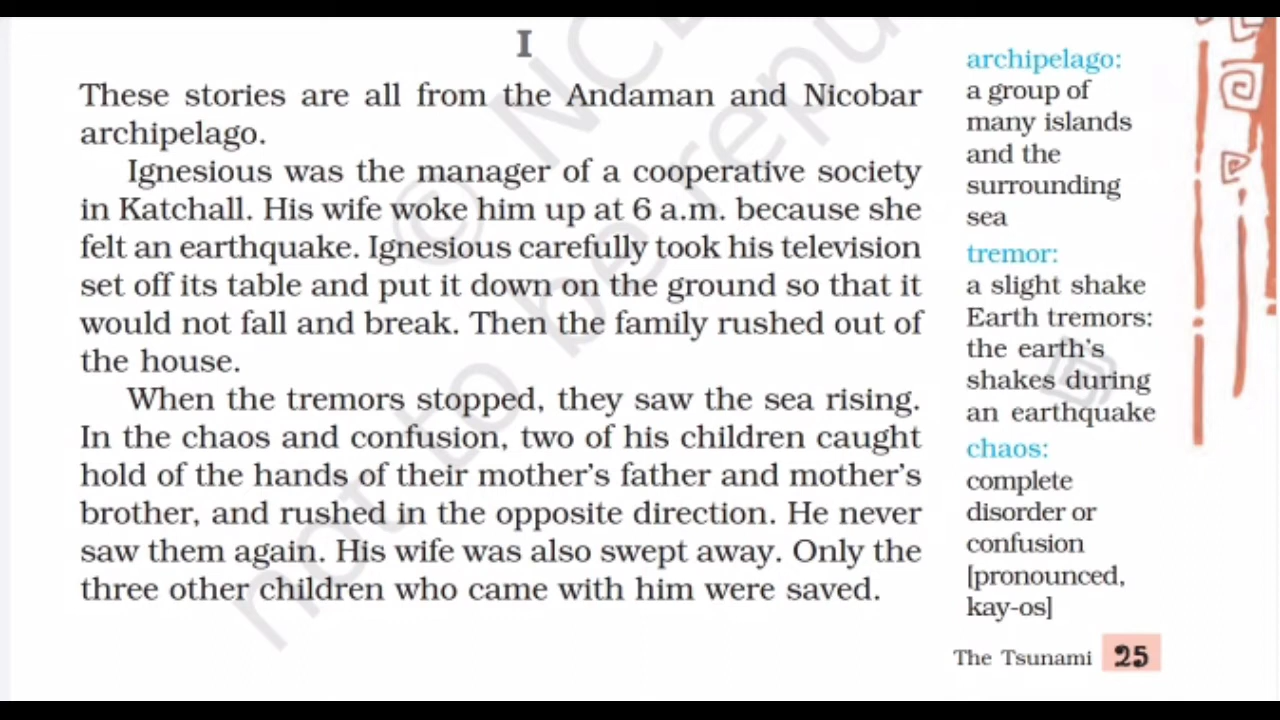 I
These stories are all from the Andaman and Nicobar
archipelago.
Ignesious was the manager of a cooperative society
in Katchall. His wife woke him up at 6 a.m. because she
felt an earthquake. Ignesious carefully took his television
set off its table and put it down on the ground so that it
would not fall and break. Then the family rushed out of
the house.
When the tremors stopped, they saw the sea rising.
In the chaos and confusion, two of his children caught
hold of the hands of their mother's father and mother's
brother, and rushed in the opposite direction. He never
saw them again. His wife was also swept away. Only the
three other children who came with him were saved.
archipelago:
a group of
many islands
and the
surrounding
sea
tremor:
a slight shake
Earth tremors:
the earth's
shakes during
an earthquake
chaos:
complete
disorder or
confusion
[pronounced,
kay-os]
The Tsunami 25
© NCE
not to be repu